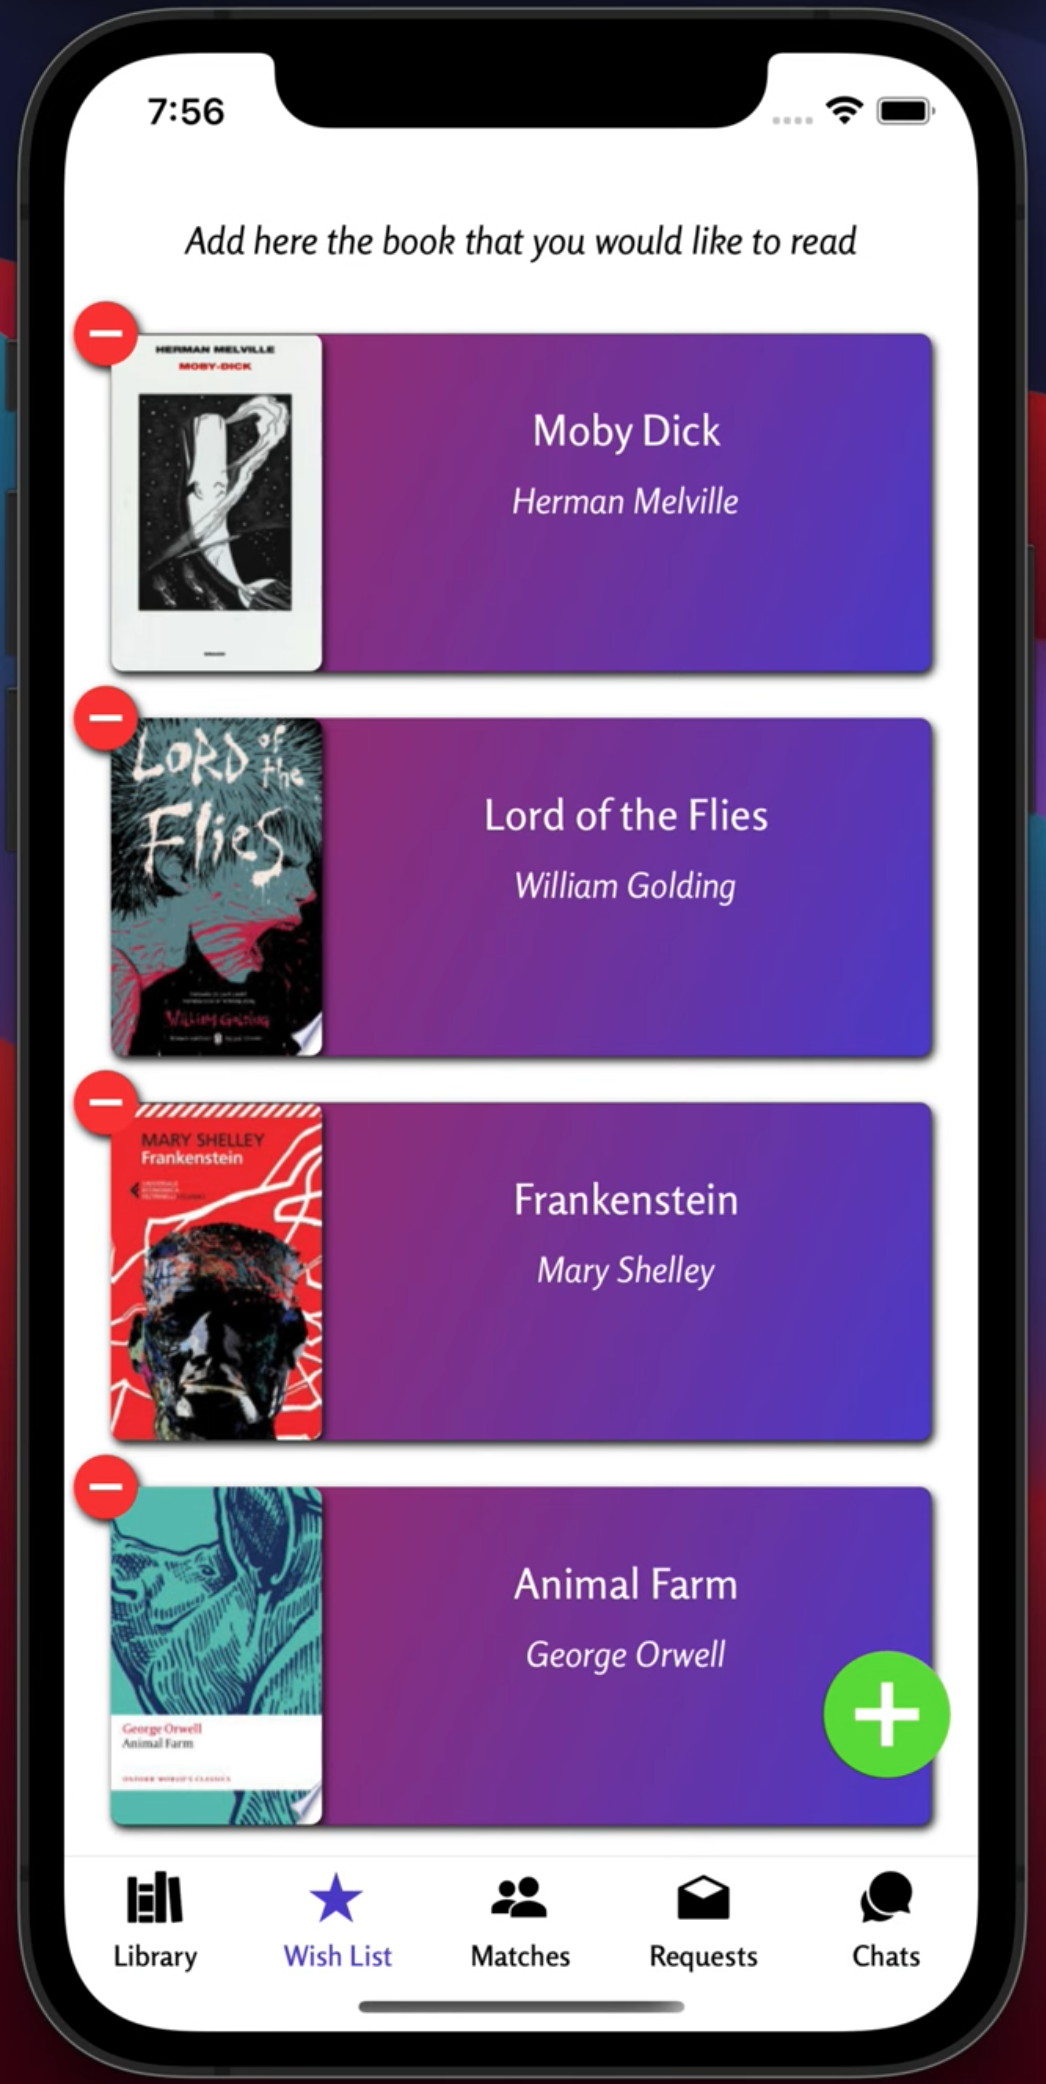 7:56
Add here the book that you would like to read
HERMAN MELVILLE
MOBY-DICK
Moby Dick
Herman Melville
LORD of the
Flies
William Golding
Lord of the Flies
William Golding
MARY SHELLEY
Frankenstein
Frankenstein
Mary Shelley
George Orwell
Animal Farm
OXFORD WORLD'S CLASSICS
Animal Farm
George Orwell
Library
Wish List
Matches
Requests
Chats